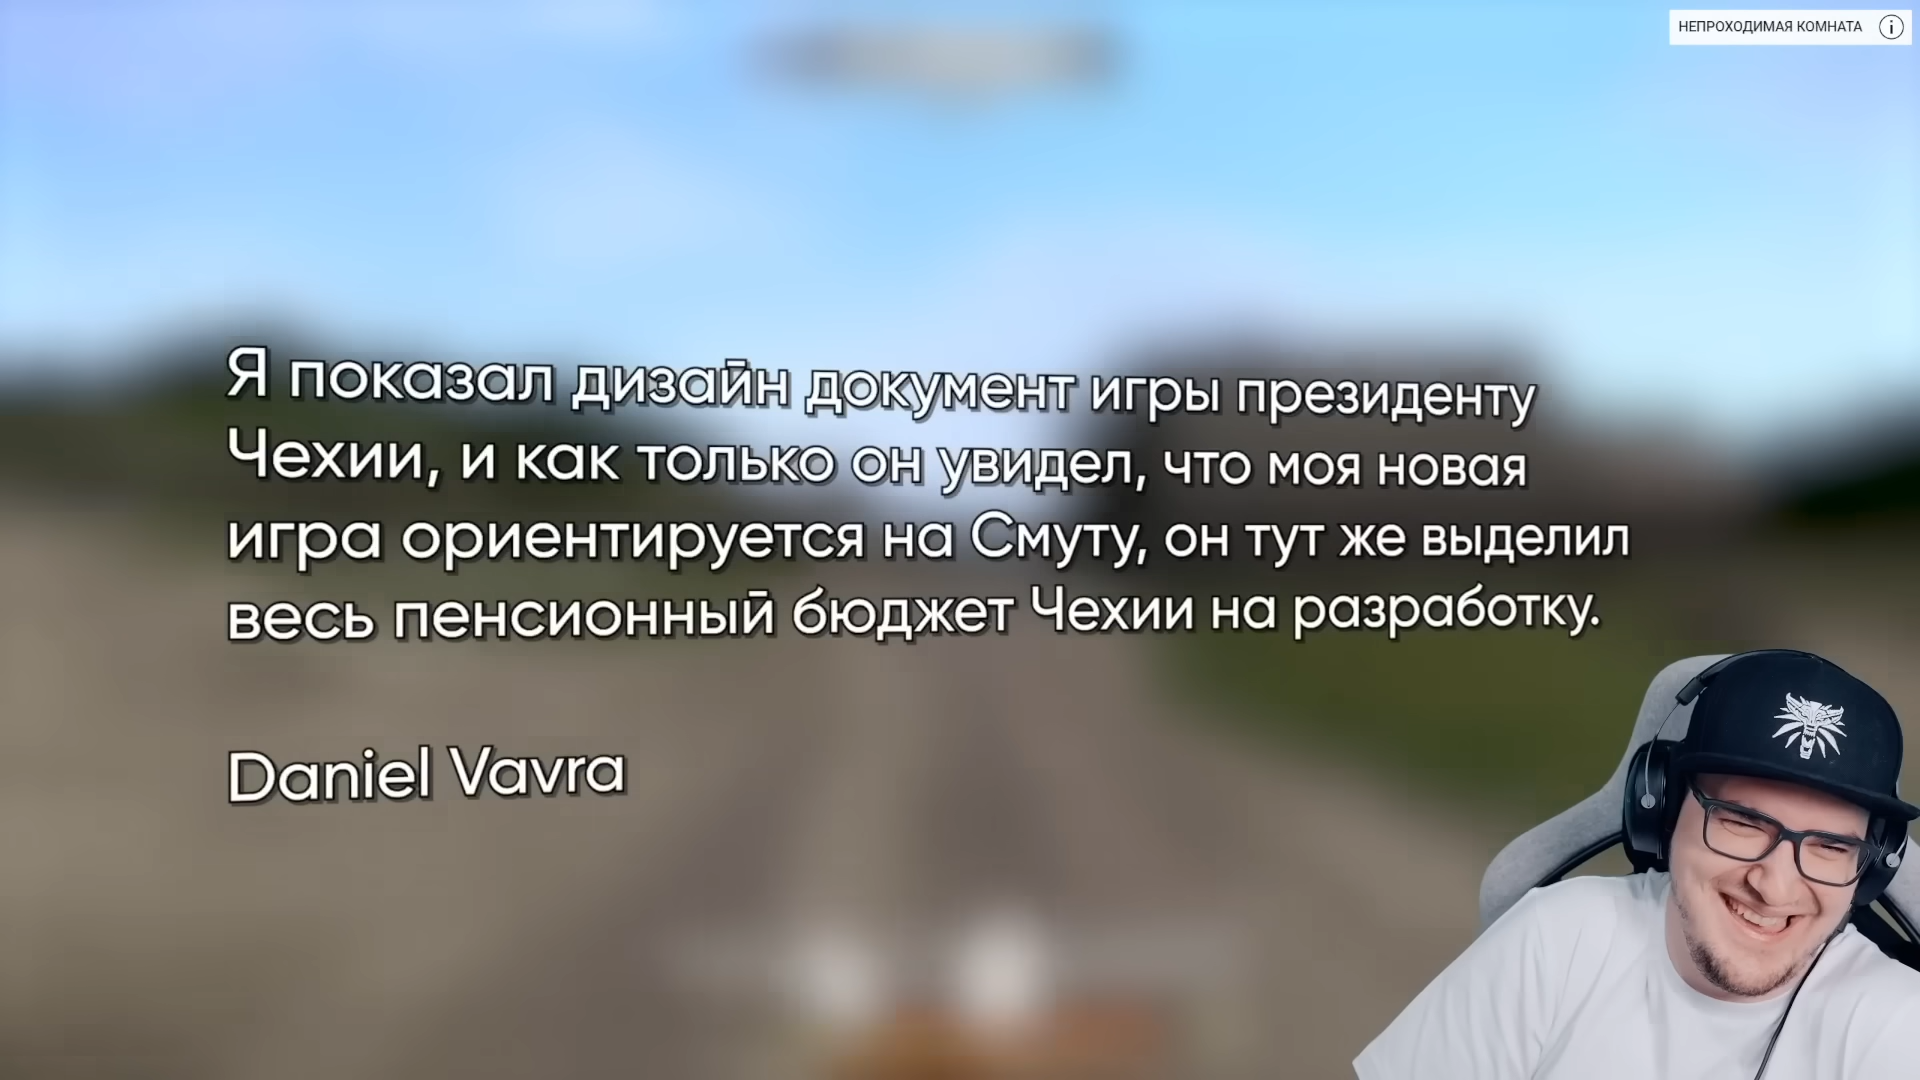 НЕПРОХОДИМАЯ КОМНАТА
Я показал дизайн документ игры президенту
Чехии, и как только он увидел, что моя новая
игра ориентируется на Смуту, он тут же выделил
весь пенсионный бюджет Чехии на разработку.
Daniel Vavra